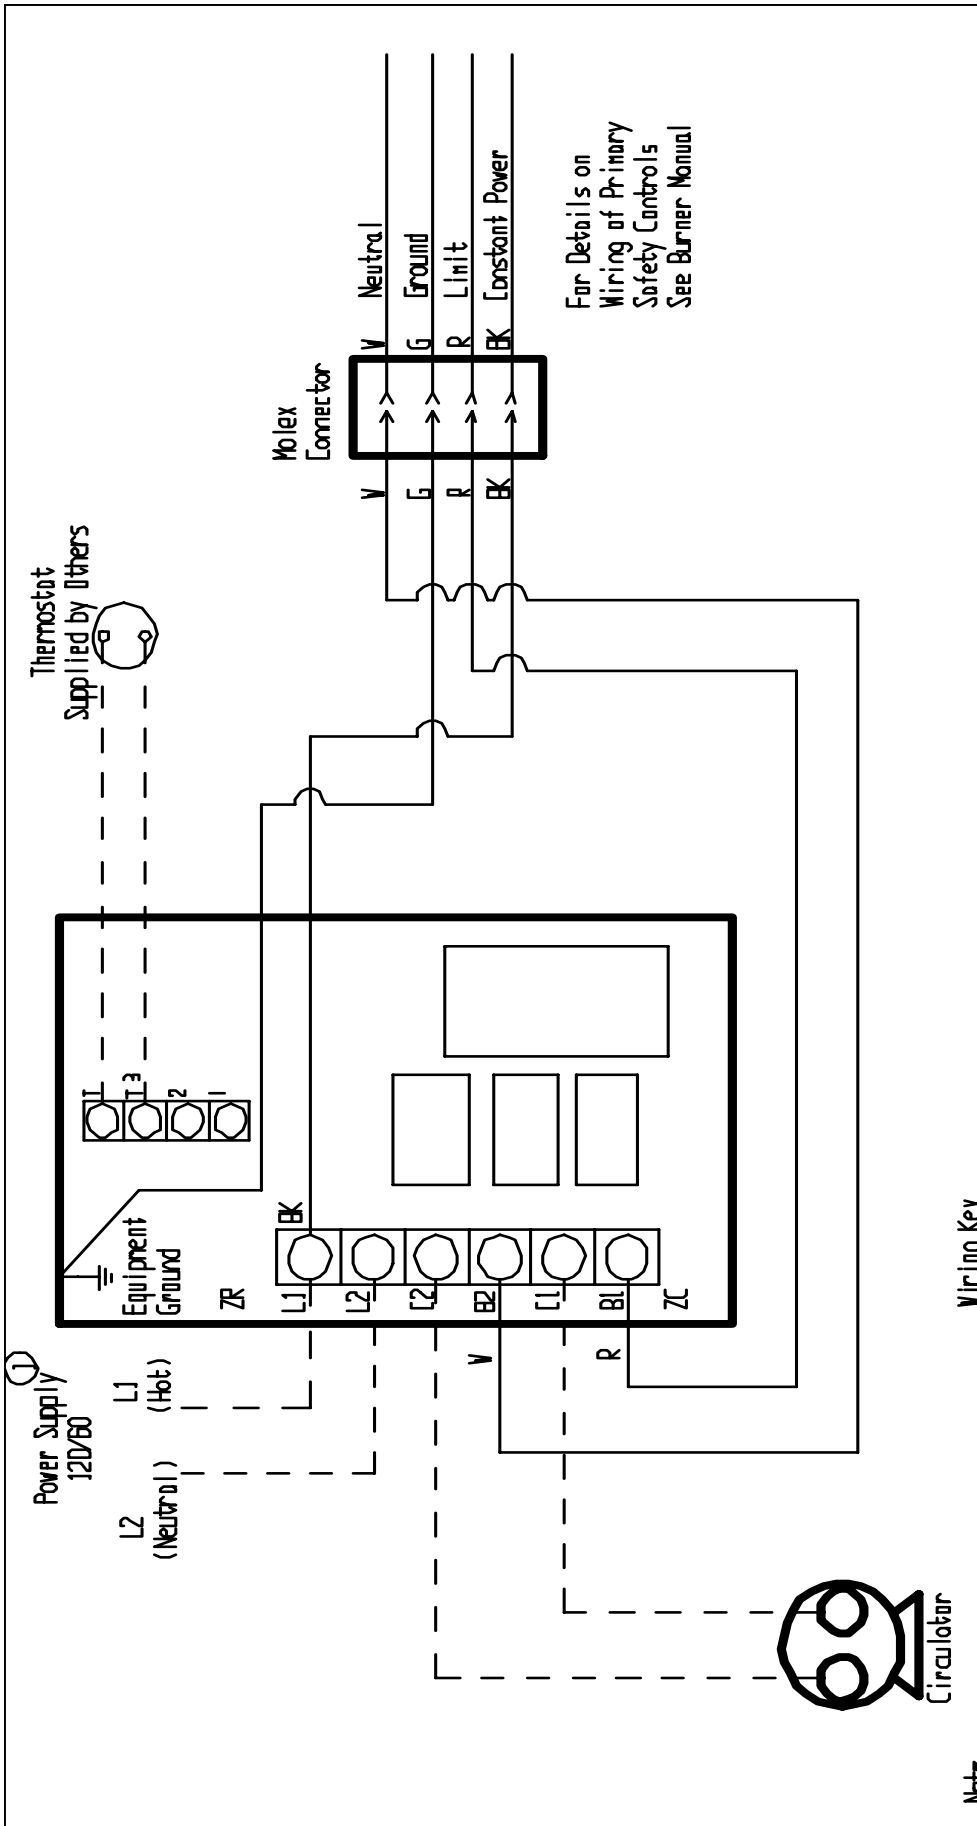 Power Supply
120/60
1
L1
(Hot)
L2
(Neutral)
Equipment
Ground
Thermostat
Supplied by Others
T
T 3
2
1
ZR
L1
L2
C2
B2
C1
B1
ZC
BK
W
R
Molex
Connector
W
G
R
BK
W
G
R
BK
Neutral
Ground
Limit
Constant Power
For Details on
Wiring of Primary
Safety Controls
See Burner Manual
Circulator
Wiring Key
Note